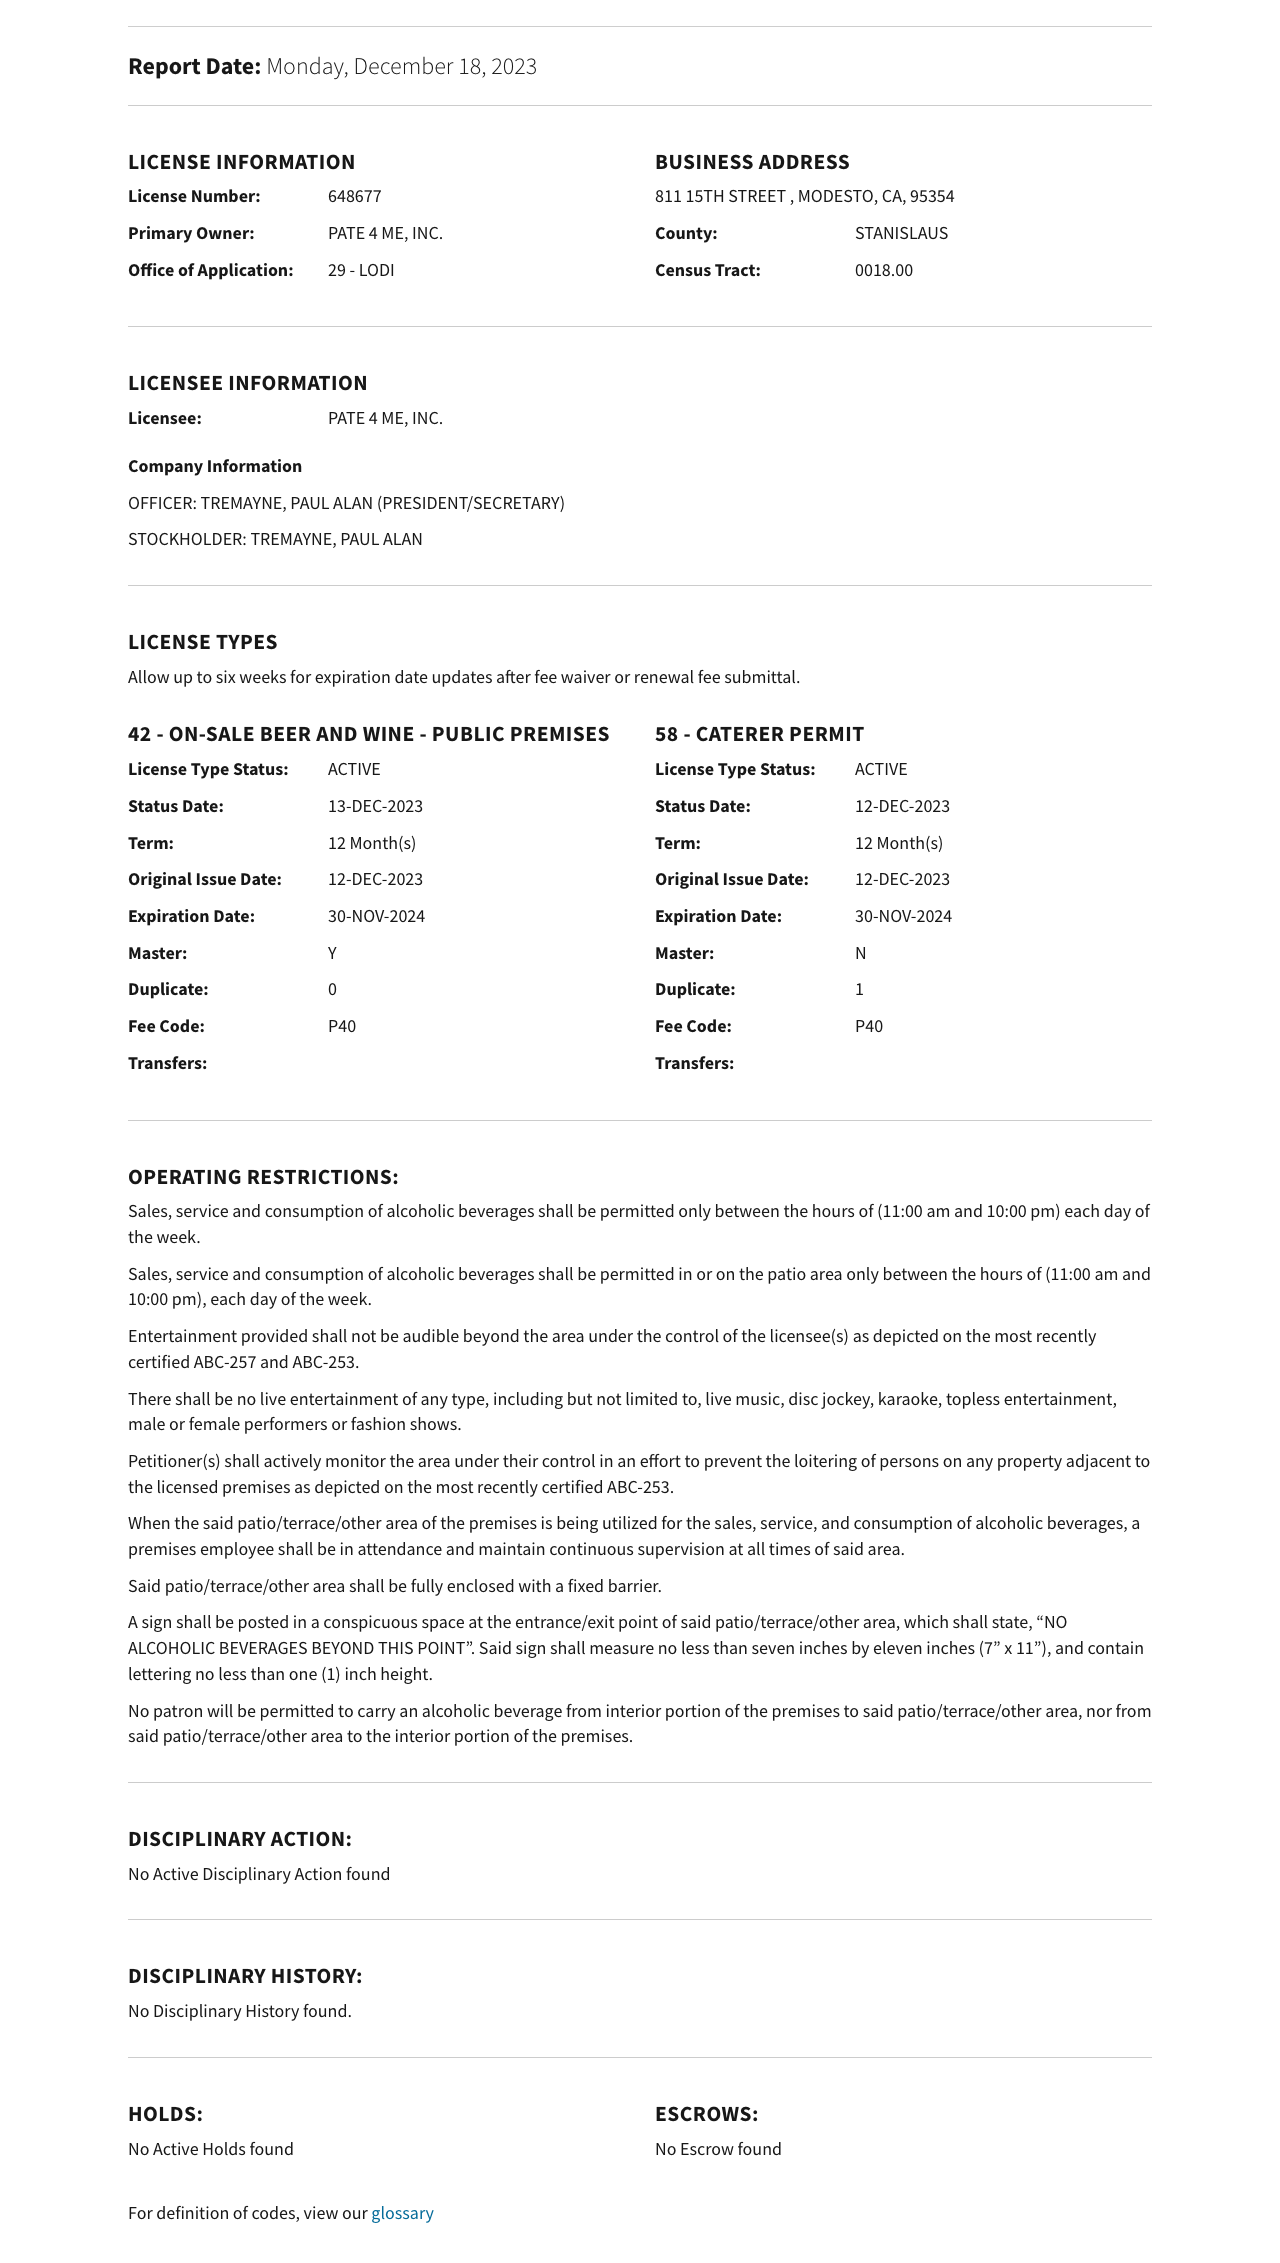 Report Date: Monday, December 18, 2023
LICENSE INFORMATION
License Number: 648677
Primary Owner: PATE 4 ME, INC.
Office of Application: 29 - LODI
BUSINESS ADDRESS
811 15TH STREET , MODESTO, CA, 95354
County: STANISLAUS
Census Tract: 0018.00
LICENSEE INFORMATION
Licensee: PATE 4 ME, INC.
Company Information
OFFICER: TREMAYNE, PAUL ALAN (PRESIDENT/SECRETARY)
STOCKHOLDER: TREMAYNE, PAUL ALAN
LICENSE TYPES
Allow up to six weeks for expiration date updates after fee waiver or renewal fee submittal.
42 - ON-SALE BEER AND WINE - PUBLIC PREMISES
License Type Status: ACTIVE
Status Date: 13-DEC-2023
Term: 12 Month(s)
Original Issue Date: 12-DEC-2023
Expiration Date: 30-NOV-2024
Master: Y
Duplicate: 0
Fee Code: P40
Transfers:
58 - CATERER PERMIT
License Type Status: ACTIVE
Status Date: 12-DEC-2023
Term: 12 Month(s)
Original Issue Date: 12-DEC-2023
Expiration Date: 30-NOV-2024
Master: N
Duplicate: 1
Fee Code: P40
Transfers:
OPERATING RESTRICTIONS:
Sales, service and consumption of alcoholic beverages shall be permitted only between the hours of (11:00 am and 10:00 pm) each day of
the week.
Sales, service and consumption of alcoholic beverages shall be permitted in or on the patio area only between the hours of (11:00 am and
10:00 pm), each day of the week.
Entertainment provided shall not be audible beyond the area under the control of the licensee(s) as depicted on the most recently
certified ABC-257 and ABC-253.
There shall be no live entertainment of any type, including but not limited to, live music, disc jockey, karaoke, topless entertainment,
male or female performers or fashion shows.
Petitioner(s) shall actively monitor the area under their control in an effort to prevent the loitering of persons on any property adjacent to
the licensed premises as depicted on the most recently certified ABC-253.
When the said patio/terrace/other area of the premises is being utilized for the sales, service, and consumption of alcoholic beverages, a
premises employee shall be in attendance and maintain continuous supervision at all times of said area.
Said patio/terrace/other area shall be fully enclosed with a fixed barrier.
A sign shall be posted in a conspicuous space at the entrance/exit point of said patio/terrace/other area, which shall state, “NO
ALCOHOLIC BEVERAGES BEYOND THIS POINT”. Said sign shall measure no less than seven inches by eleven inches (7” x 11”), and contain
lettering no less than one (1) inch height.
No patron will be permitted to carry an alcoholic beverage from interior portion of the premises to said patio/terrace/other area, nor from
said patio/terrace/other area to the interior portion of the premises.
DISCIPLINARY ACTION:
No Active Disciplinary Action found
DISCIPLINARY HISTORY:
No Disciplinary History found.
HOLDS:
No Active Holds found
ESCROWS:
No Escrow found
For definition of codes, view our glossary